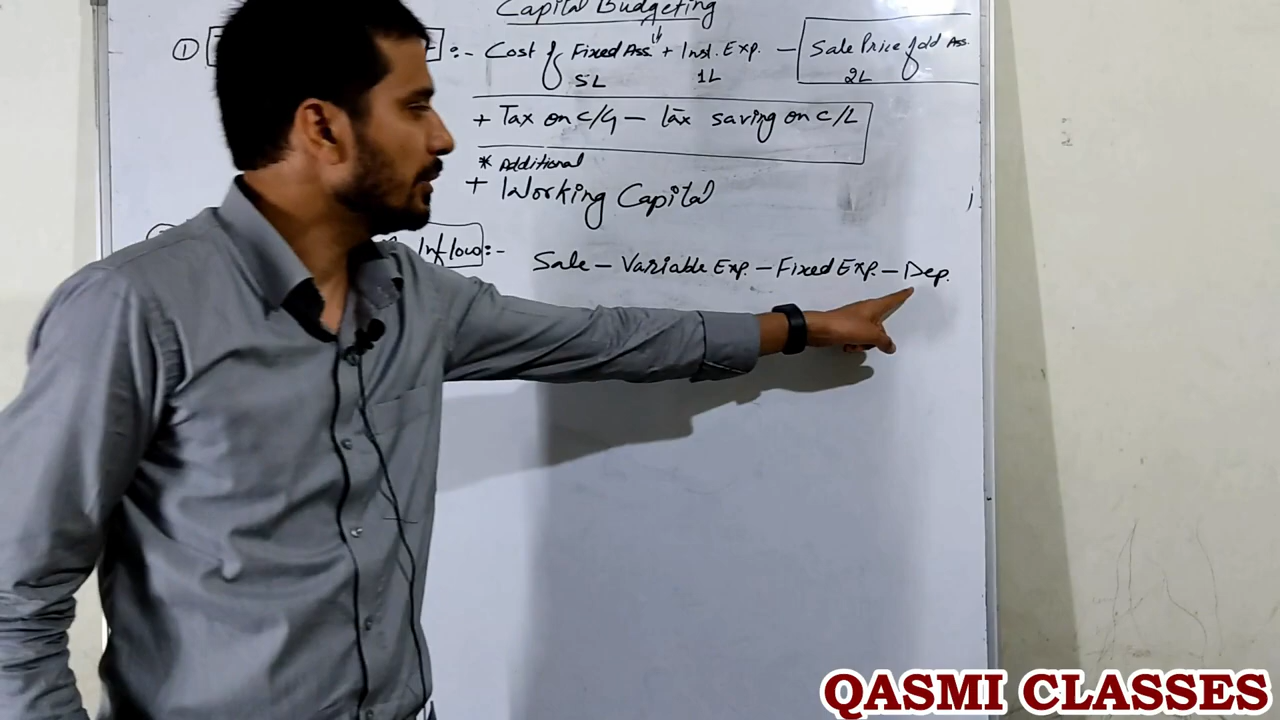 Capital Budgeting
① :- Cost of Fixed Ass. + Inst. Exp. - Sale Price of old Ass.
5L 1L 2L
+ Tax on C/G - Tax saving on C/L
* Additional
+ Working Capital
Inflow:- Sale - Variable Exp. - Fixed Exp. - Dep.
QASMI CLASSES